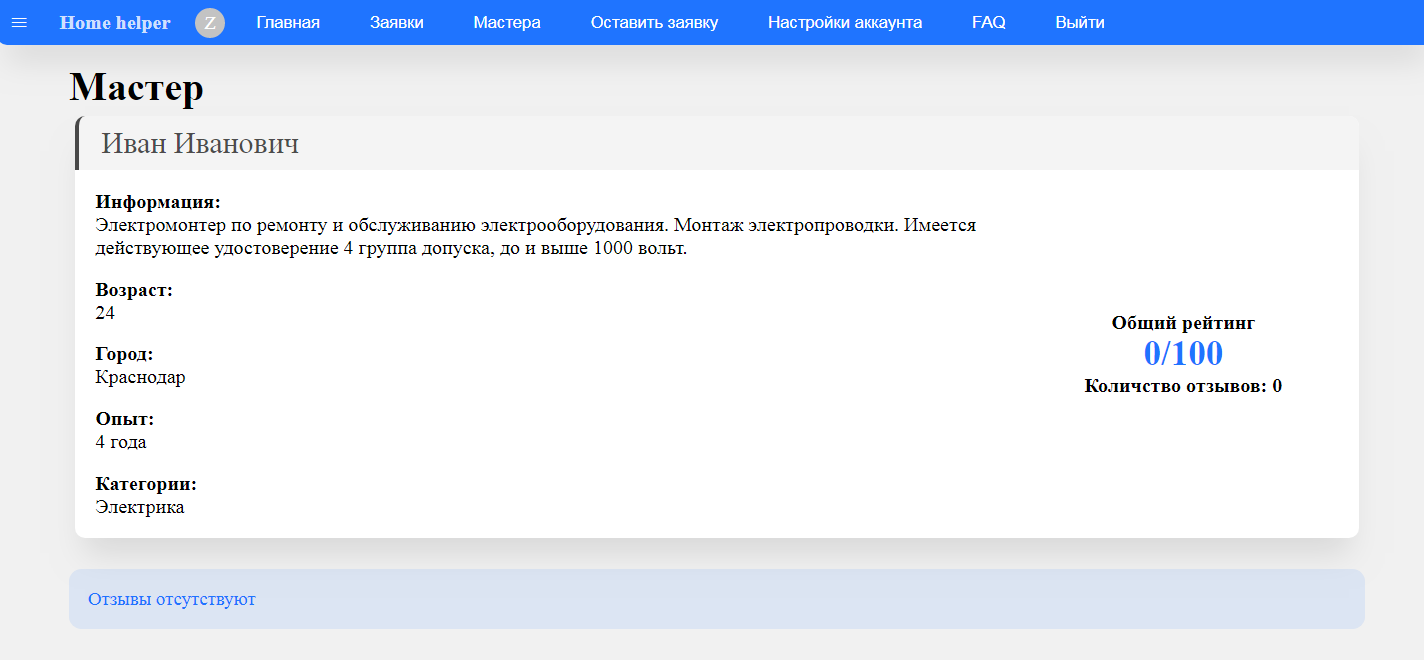 Home helper Z Главная Заявки Мастера Оставить заявку Настройки аккаунта FAQ Выйти
Мастер
Иван Иванович
Информация:
Электромонтер по ремонту и обслуживанию электрооборудования. Монтаж электропроводки. Имеется
действующее удостоверение 4 группа допуска, до и выше 1000 вольт.
Возраст:
24
Город:
Краснодар
Опыт:
4 года
Категории:
Электрика
Общий рейтинг
0/100
Количство отзывов: 0
Отзывы отсутствуют